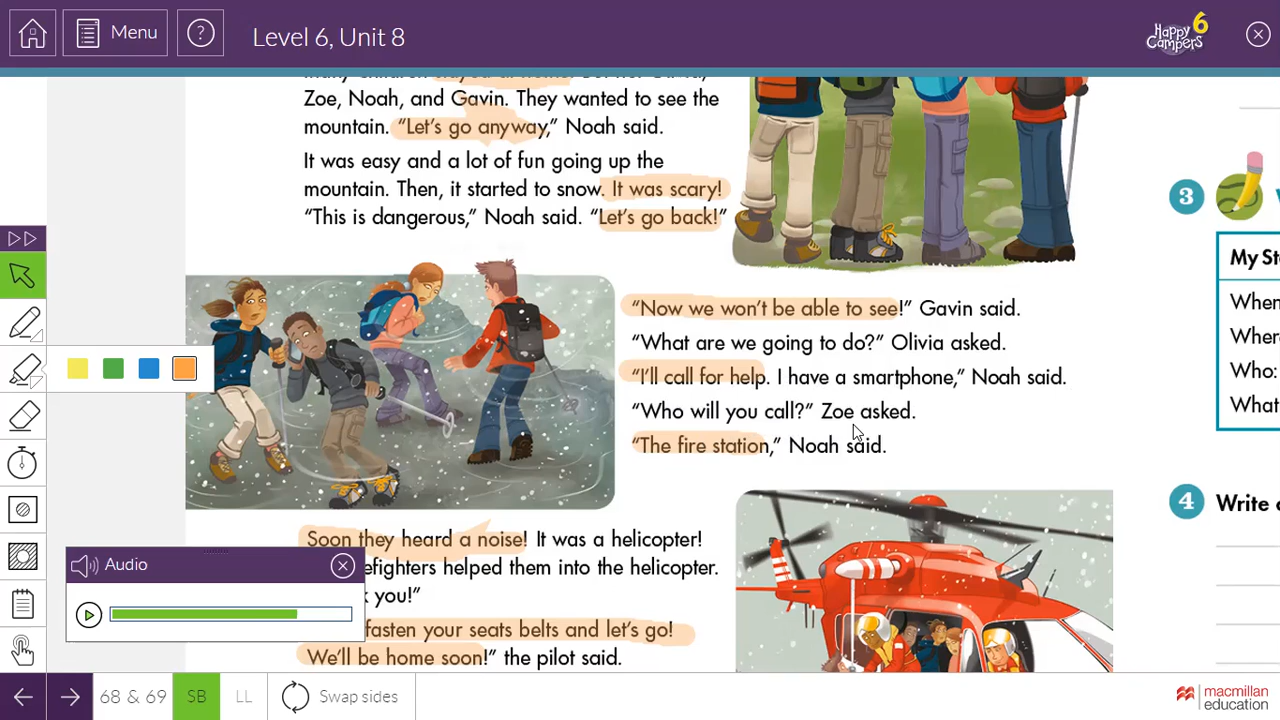 Menu
?
Level 6, Unit 8
Happy Campers 6
Zoe, Noah, and Gavin. They wanted to see the
mountain. “Let’s go anyway,” Noah said.
It was easy and a lot of fun going up the
mountain. Then, it started to snow. It was scary!
“This is dangerous,” Noah said. “Let’s go back!”
“Now we won’t be able to see!” Gavin said.
“What are we going to do?” Olivia asked.
“I’ll call for help. I have a smartphone,” Noah said.
“Who will you call?” Zoe asked.
“The fire station,” Noah said.
Soon they heard a noise! It was a helicopter!
efighters helped them into the helicopter.
k you!”
fasten your seats belts and let’s go!
We’ll be home soon!” the pilot said.
3
My St
When
Where
Who:
What
4
Write
Audio
68 & 69
SB
LL
Swap sides
macmillan
education